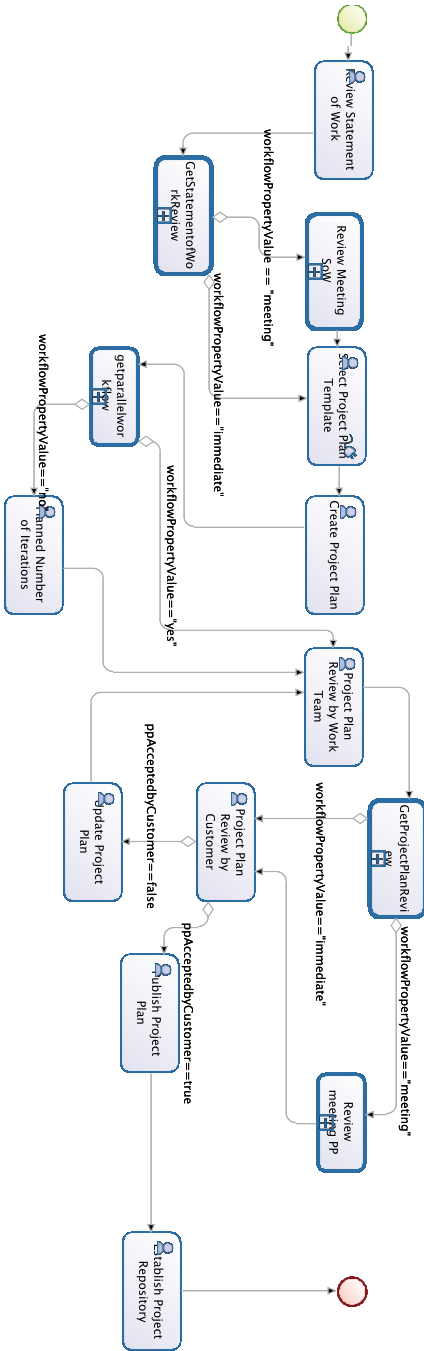 Review Statement
of Work
GetStatementofWo
rkReview
workflowPropertyValue == "meeting"
Review Meeting
SoW
workflowPropertyValue=="immediate"
Select Project Plan
Template
Create Project Plan
getparallelwor
kflow
workflowPropertyValue=="no"
workflowPropertyValue=="yes"
Planned Number
of Iterations
Project Plan
Review by Work
Team
GetProjectPlanRevi
ew
workflowPropertyValue=="immediate"
workflowPropertyValue=="meeting"
Review
meeting PP
Project Plan
Review by
Customer
ppAcceptedbyCustomer==false
Update Project
Plan
ppAcceptedbyCustomer==true
Publish Project
Plan
Establish Project
Repository